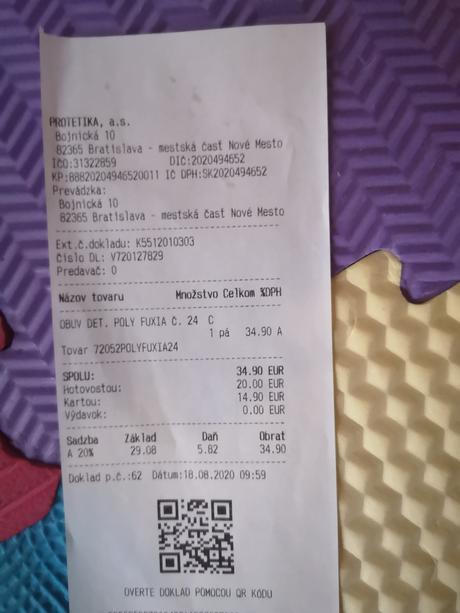 PROTETIKA, a.s.
Bojnická 10
82365 Bratislava - mestská časť Nové Mesto
IČO:31322859 DIČ:2020494652
KP:88820204946520011 IČ DPH:SK2020494652
Prevádzka:
Bojnická 10
82365 Bratislava - mestská časť Nové Mesto
Ext.č.dokladu: K5512010303
Číslo DL: V720127829
Predavač: 0
Názov tovaru Množstvo Celkom %DPH
OBUV DET. POLY FUXIA Č. 24 C
1 pá 34.90 A
Tovar 72052POLYFUXIA24
SPOLU: 34.90 EUR
Hotovosťou: 20.00 EUR
Kartou: 14.90 EUR
Výdavok: 0.00 EUR
Sadzba Základ Daň Obrat
A 20% 29.08 5.82 34.90
Doklad p.č.:62 Dátum:18.08.2020 09:59
OVERTE DOKLAD POMOCOU QR KÓDU